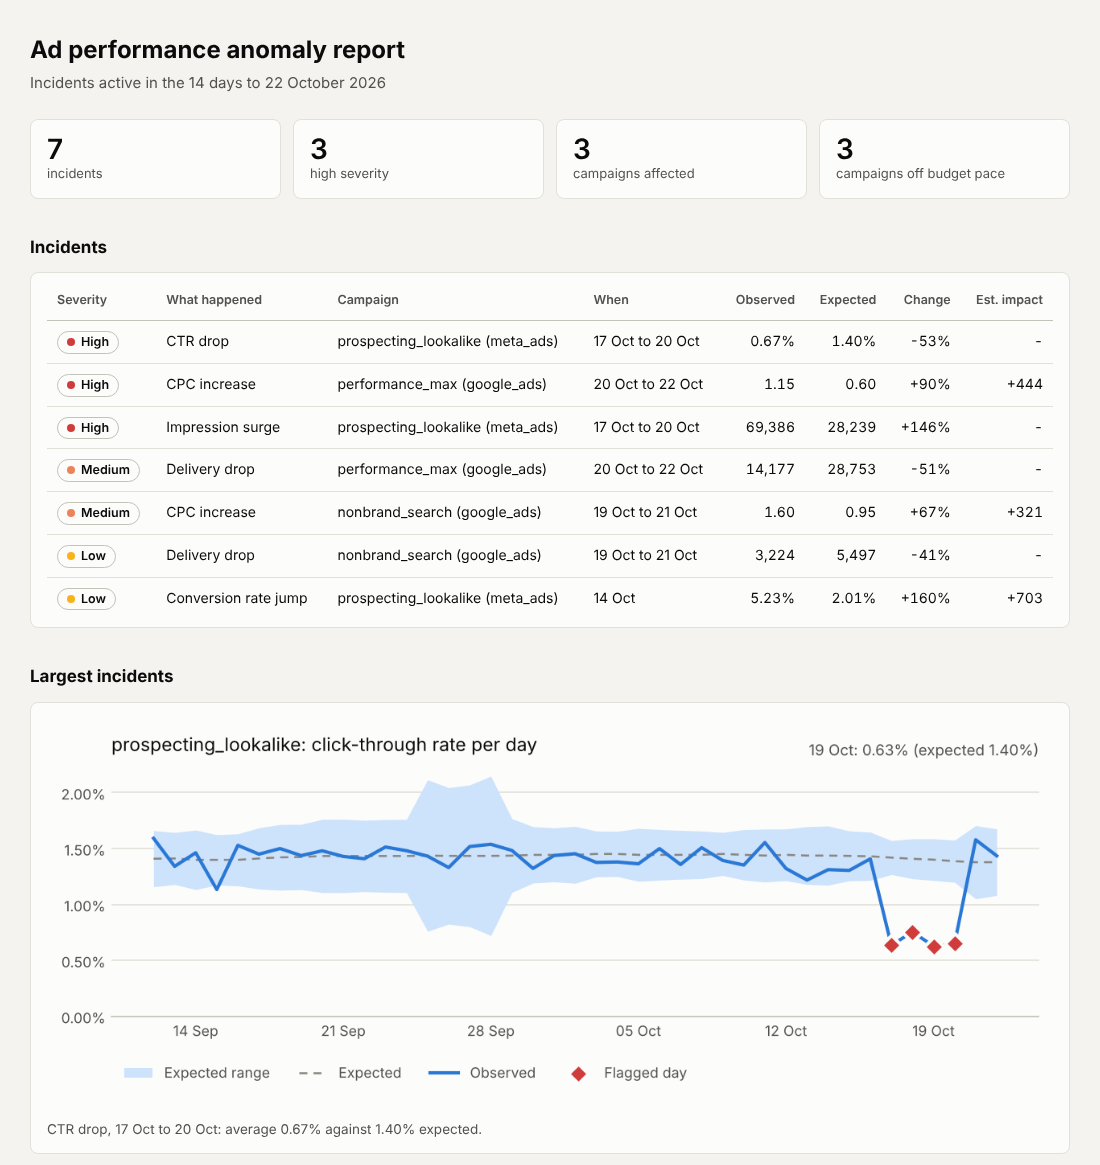 Ad performance anomaly report
Incidents active in the 14 days to 22 October 2026
7
incidents
3
high severity
3
campaigns affected
3
campaigns off budget pace
Incidents
Severity What happened Campaign When Observed Expected Change Est. impact
High CTR drop prospecting_lookalike (meta_ads) 17 Oct to 20 Oct 0.67% 1.40% -53% -
High CPC increase performance_max (google_ads) 20 Oct to 22 Oct 1.15 0.60 +90% +444
High Impression surge prospecting_lookalike (meta_ads) 17 Oct to 20 Oct 69,386 28,239 +146% -
Medium Delivery drop performance_max (google_ads) 20 Oct to 22 Oct 14,177 28,753 -51% -
Medium CPC increase nonbrand_search (google_ads) 19 Oct to 21 Oct 1.60 0.95 +67% +321
Low Delivery drop nonbrand_search (google_ads) 19 Oct to 21 Oct 3,224 5,497 -41% -
Low Conversion rate jump prospecting_lookalike (meta_ads) 14 Oct 5.23% 2.01% +160% +703
Largest incidents
prospecting_lookalike: click-through rate per day
19 Oct: 0.63% (expected 1.40%)
2.00%
1.50%
1.00%
0.50%
0.00%
14 Sep 21 Sep 28 Sep 05 Oct 12 Oct 19 Oct
Expected range Expected Observed Flagged day
CTR drop, 17 Oct to 20 Oct: average 0.67% against 1.40% expected.